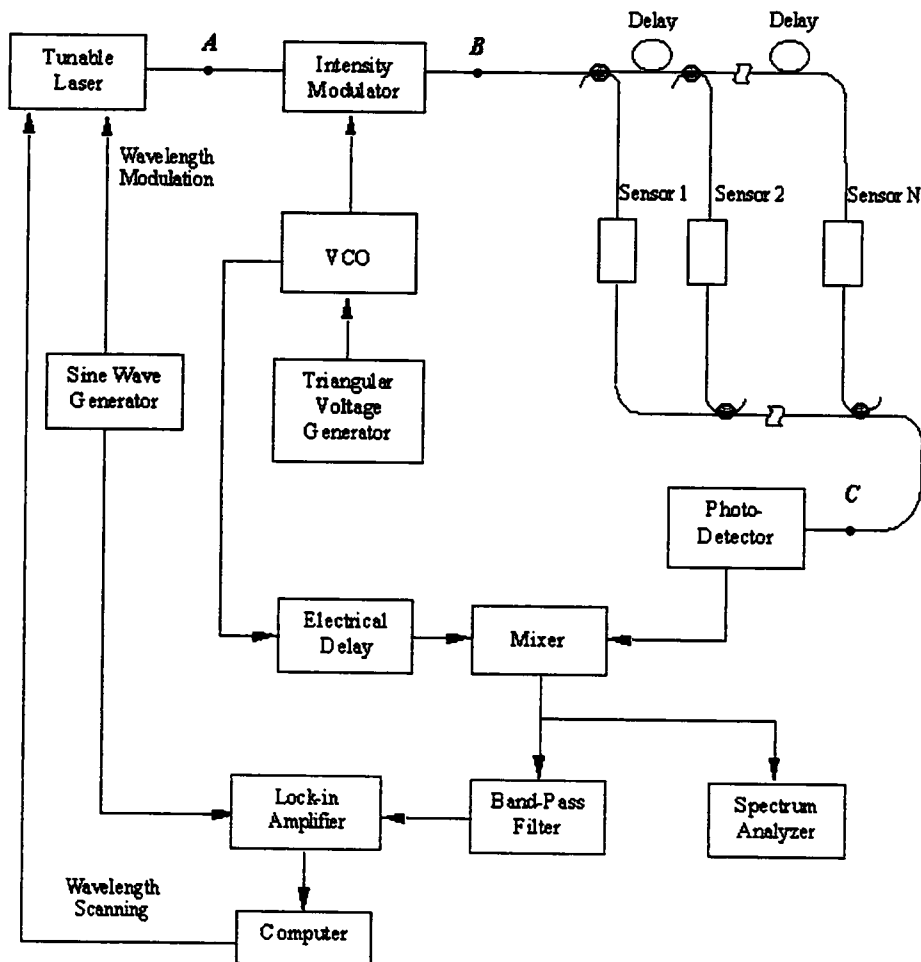 Delay
Delay
Tunable
Laser
A
Intensity
Modulator
B
Wavelength
Modulation
Sensor 1
Sensor 2
Sensor N
VCO
Sine Wave
Generator
Triangular
Voltage
Generator
Photo-
Detector
C
Electrical
Delay
Mixer
Lock-in
Amplifier
Band-Pass
Filter
Spectrum
Analyzer
Wavelength
Scanning
Computer